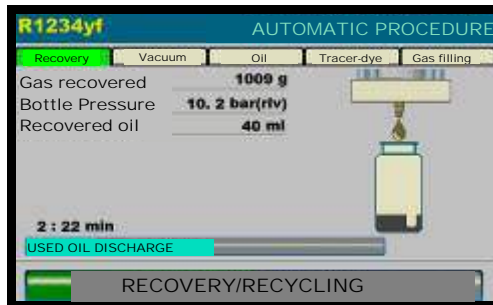 R1234yf AUTOMATIC PROCEDURE
Recovery Vacuum Oil Tracer-dye Gas filling
Gas recovered 1009 g
Bottle Pressure 10. 2 bar(rlv)
Recovered oil 40 ml
2 : 22 min
USED OIL DISCHARGE
RECOVERY/RECYCLING